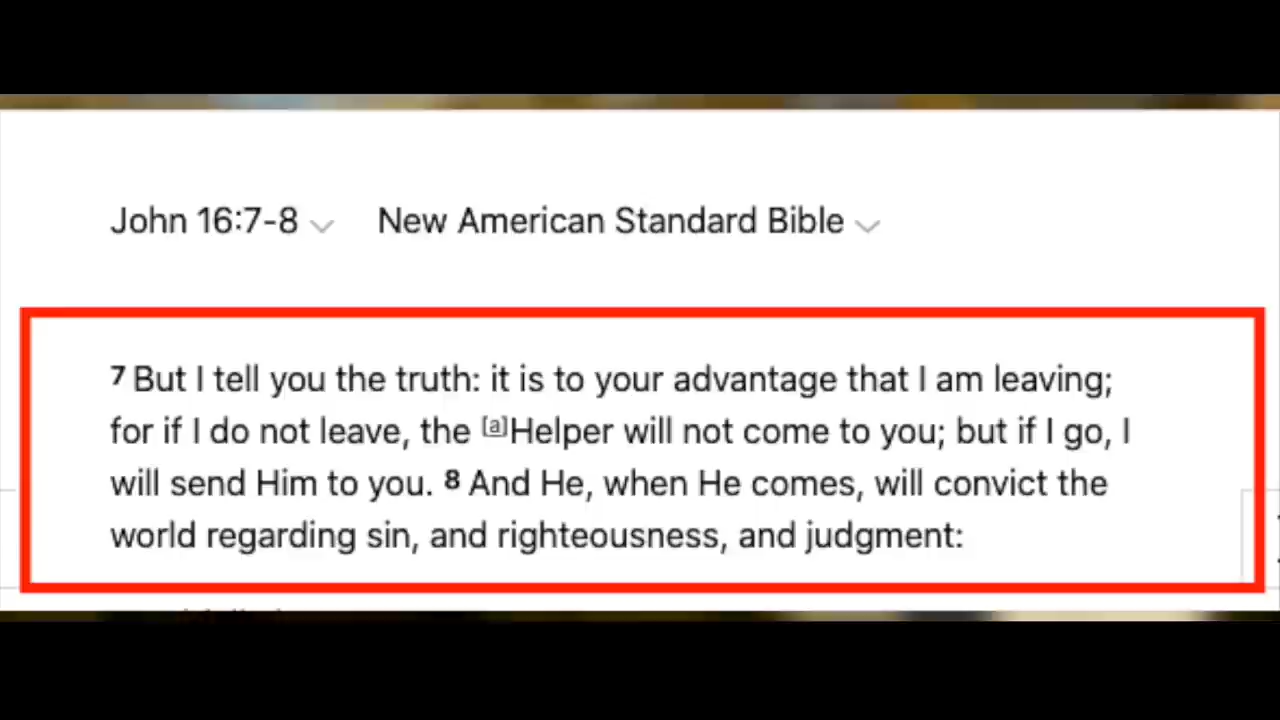 John 16:7-8 New American Standard Bible
7 But I tell you the truth: it is to your advantage that I am leaving;
for if I do not leave, the [a]Helper will not come to you; but if I go, I
will send Him to you. 8 And He, when He comes, will convict the
world regarding sin, and righteousness, and judgment: